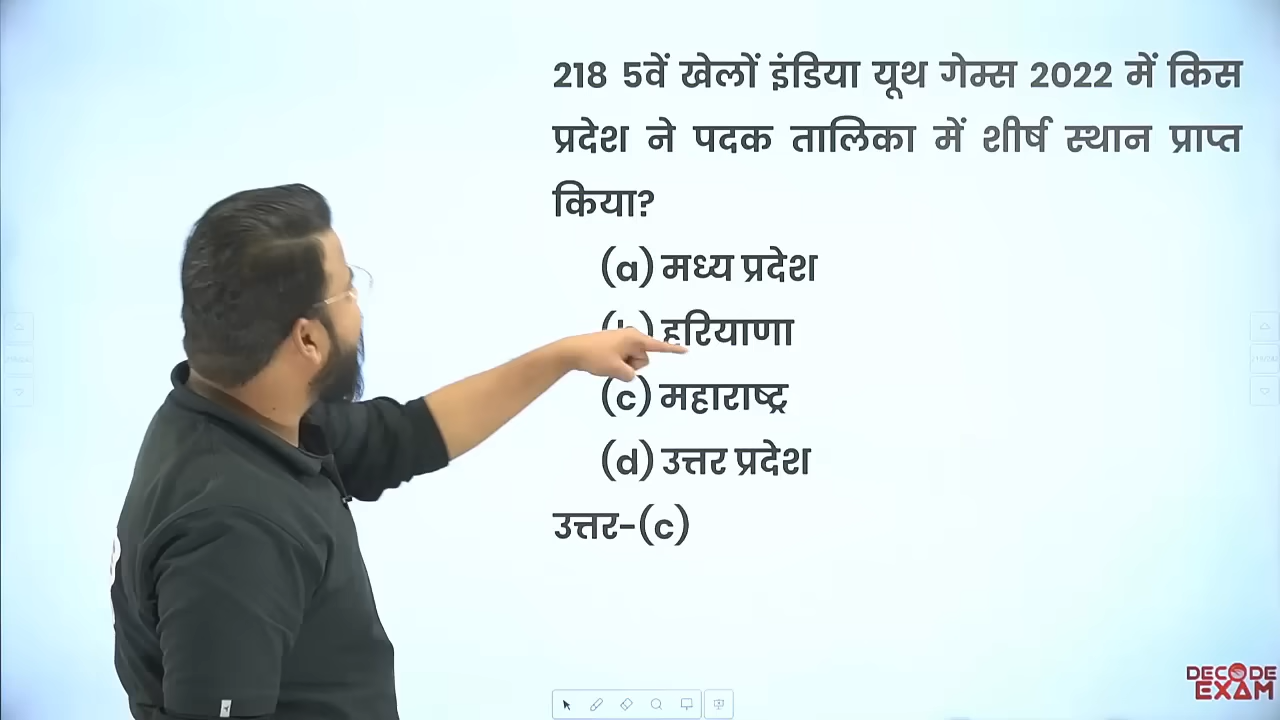 218 5वें खेलों इंडिया यूथ गेम्स 2022 में किस
प्रदेश ने पदक तालिका में शीर्ष स्थान प्राप्त
किया?
(a) मध्य प्रदेश
(b) हरियाणा
(c) महाराष्ट्र
(d) उत्तर प्रदेश
उत्तर-(c)
DECODE
EXAM